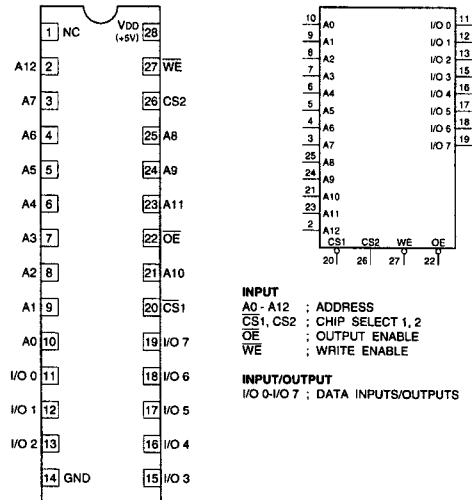 1 NC VDD (+5V) 28
A12 2 27 WE
A7 3 26 CS2
A6 4 25 A8
A5 5 24 A9
A4 6 23 A11
A3 7 22 OE
A2 8 21 A10
A1 9 20 CS1
A0 10 19 I/O 7
I/O 0 11 18 I/O 6
I/O 1 12 17 I/O 5
I/O 2 13 16 I/O 4
14 GND 15 I/O 3
10 A0 I/O 0 11
9 A1 I/O 1 12
8 A2 I/O 2 13
7 A3 I/O 3 15
6 A4 I/O 4 16
5 A5 I/O 5 17
4 A6 I/O 6 18
3 A7 I/O 7 19
25 A8
24 A9
21 A10
23 A11
2 A12
CS1 CS2 WE OE
20 26 27 22
INPUT
A0 - A12 ; ADDRESS
CS1, CS2 ; CHIP SELECT 1, 2
OE ; OUTPUT ENABLE
WE ; WRITE ENABLE
INPUT/OUTPUT
I/O 0-I/O 7 ; DATA INPUTS/OUTPUTS